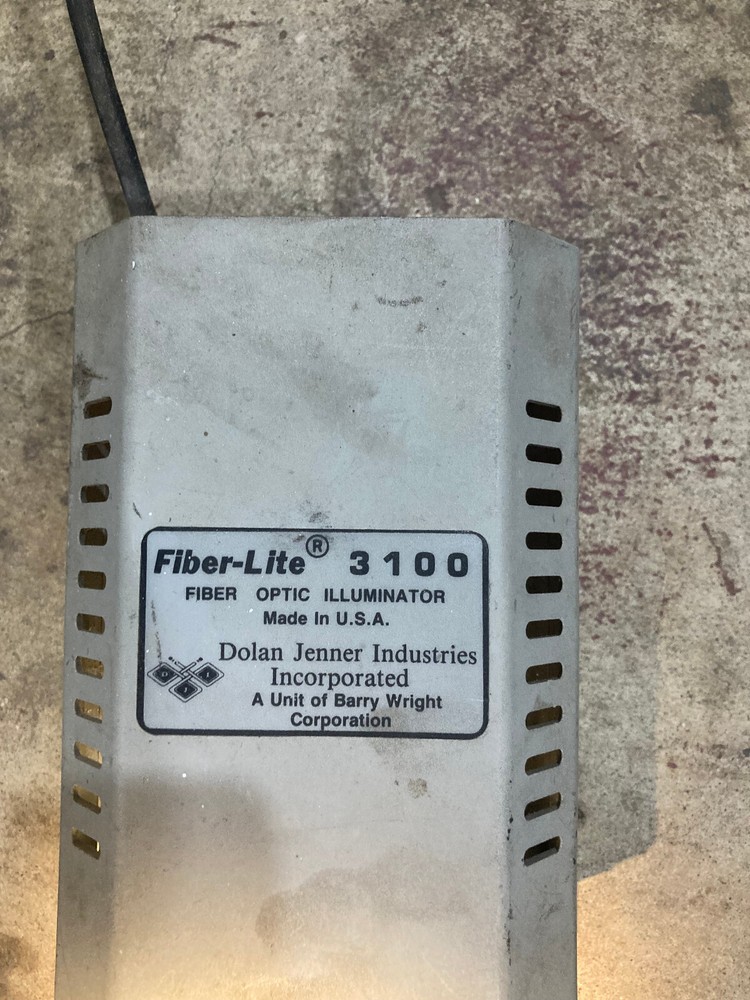 Fiber-Lite® 3100
FIBER OPTIC ILLUMINATOR
Made In U.S.A.
Dolan Jenner Industries
Incorporated
D J I
A Unit of Barry Wright
Corporation